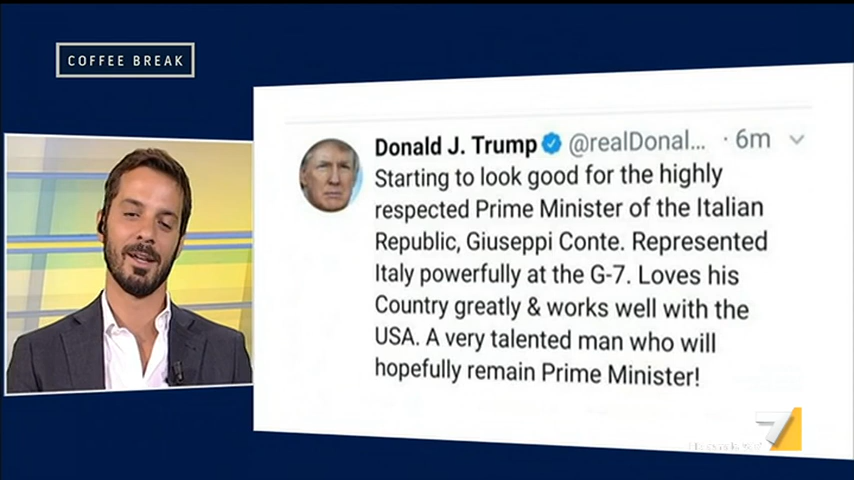 COFFEE BREAK
Donald J. Trump @realDonal... · 6m
Starting to look good for the highly
respected Prime Minister of the Italian
Republic, Giuseppi Conte. Represented
Italy powerfully at the G-7. Loves his
Country greatly & works well with the
USA. A very talented man who will
hopefully remain Prime Minister!
7